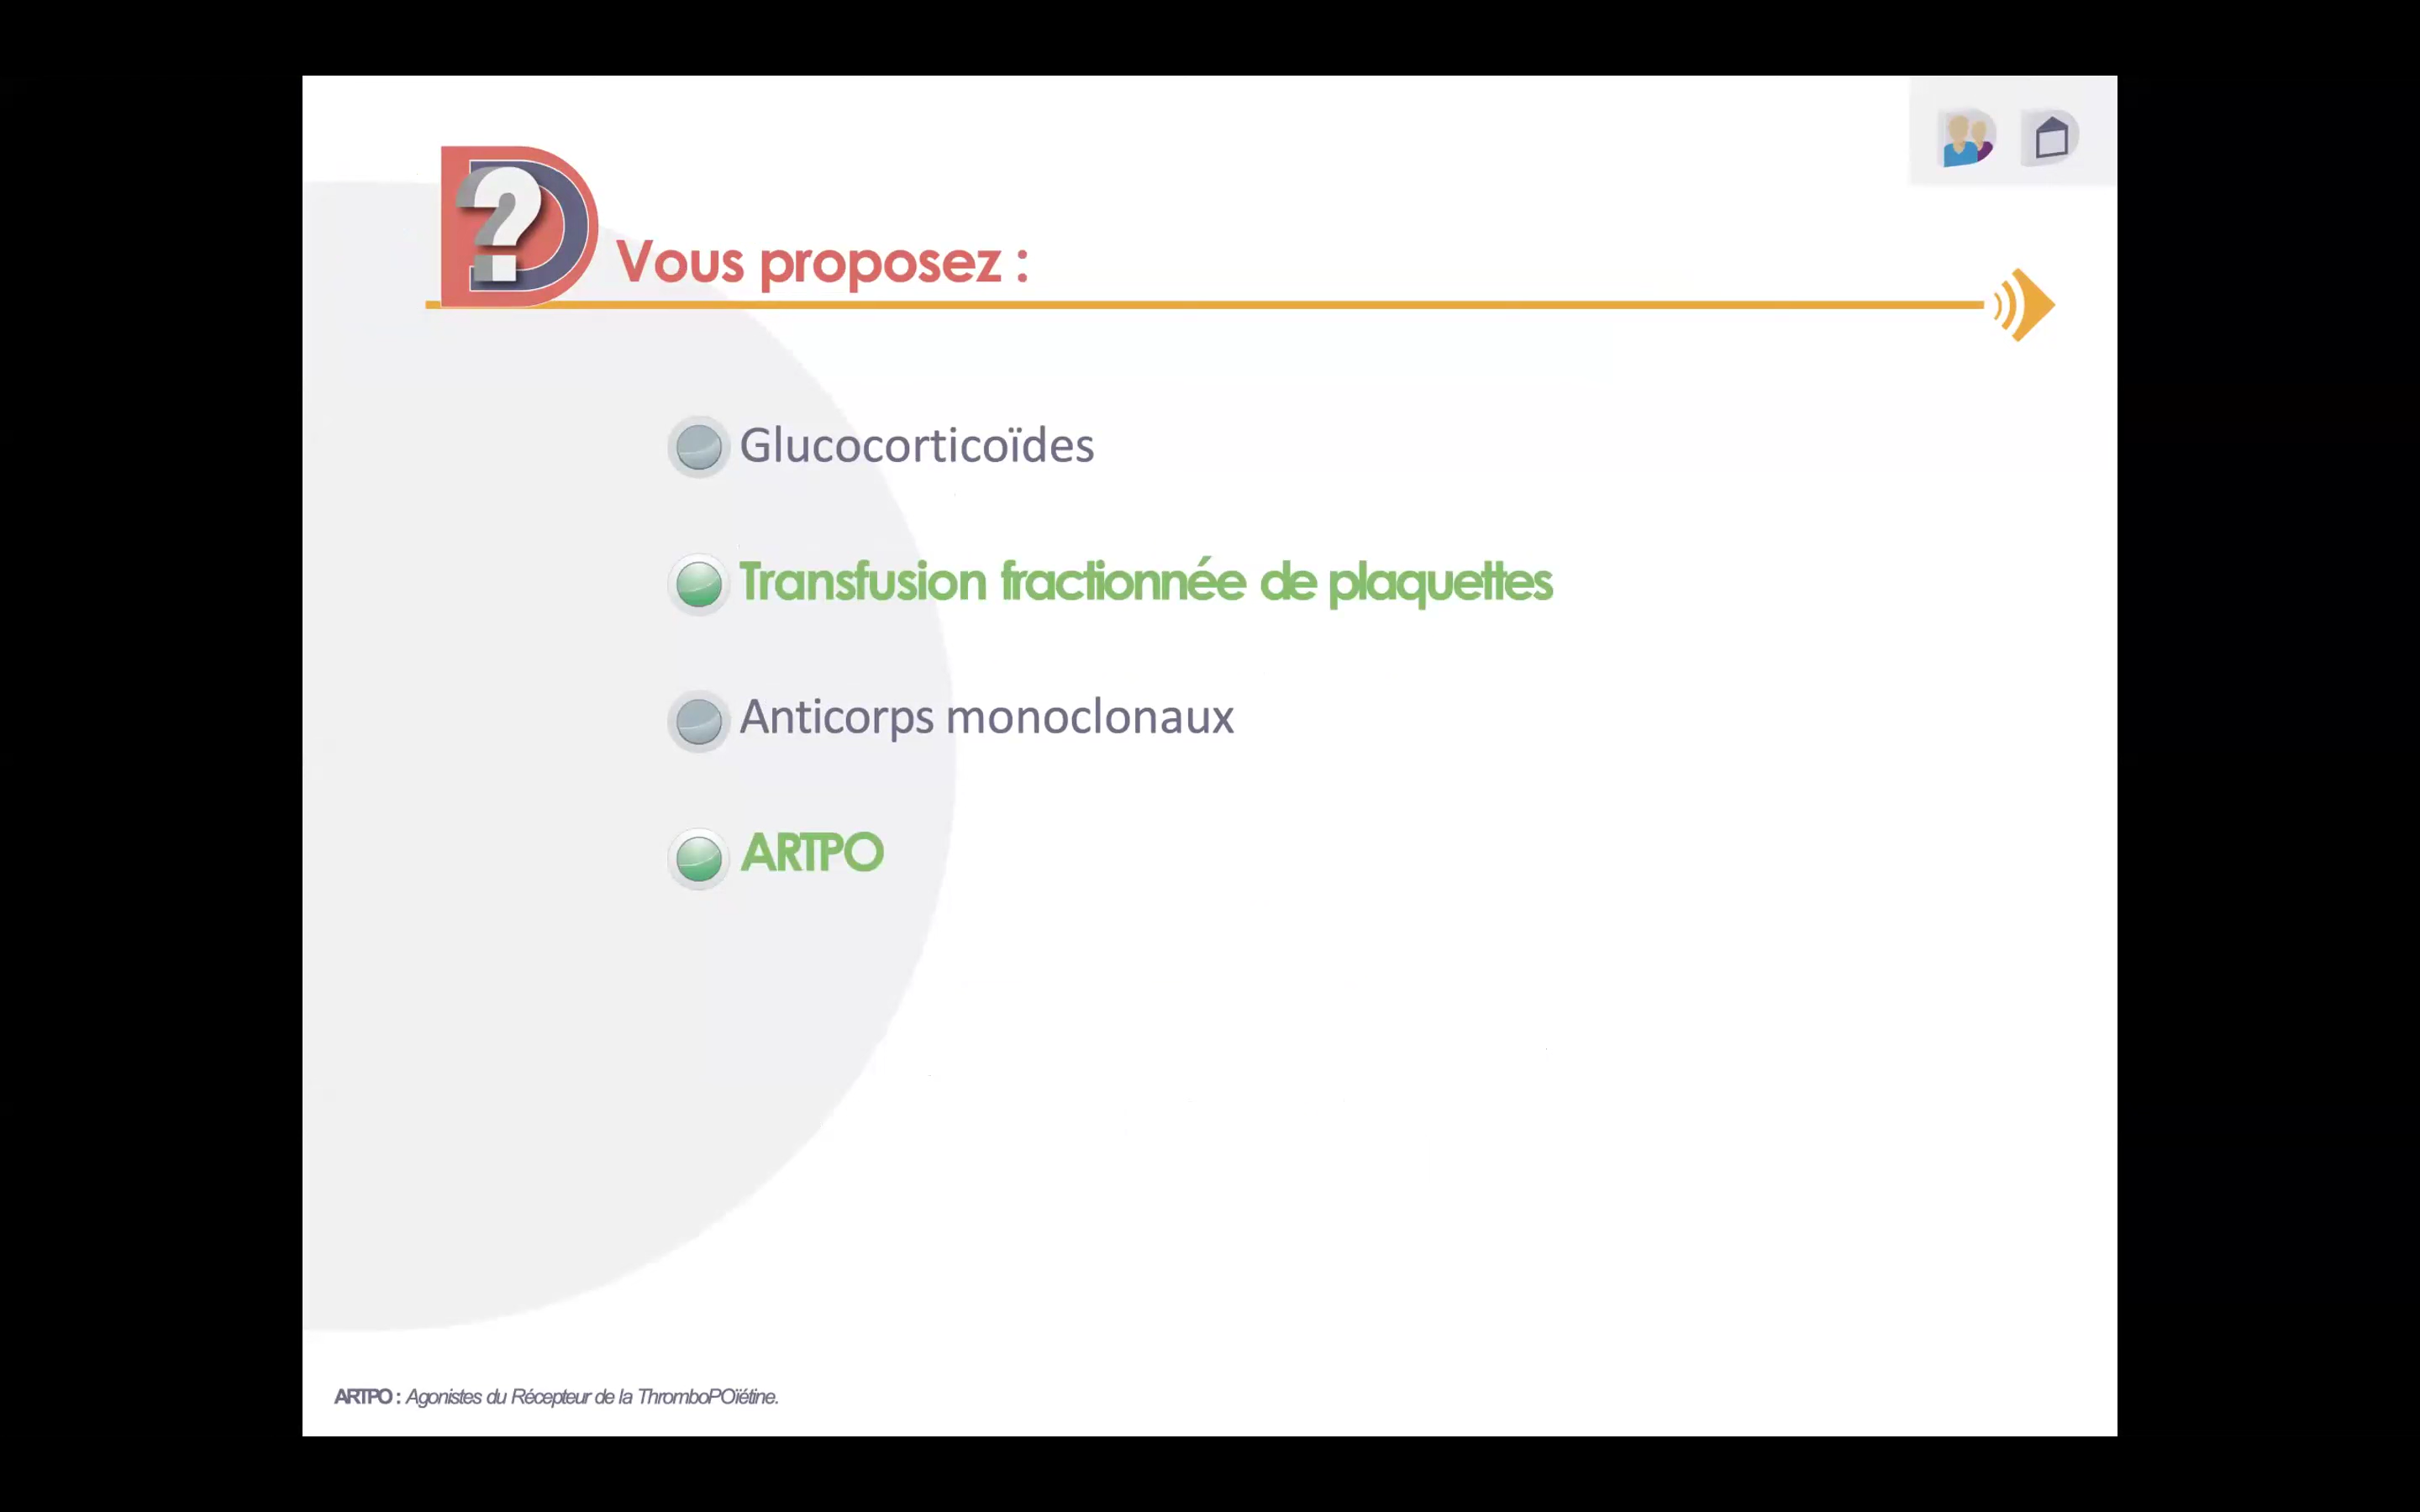 Vous proposez :
Glucocorticoïdes
Transfusion fractionnée de plaquettes
Anticorps monoclonaux
ARTPO
ARTPO : Agonistes du Récepteur de la ThromboPOïétine.